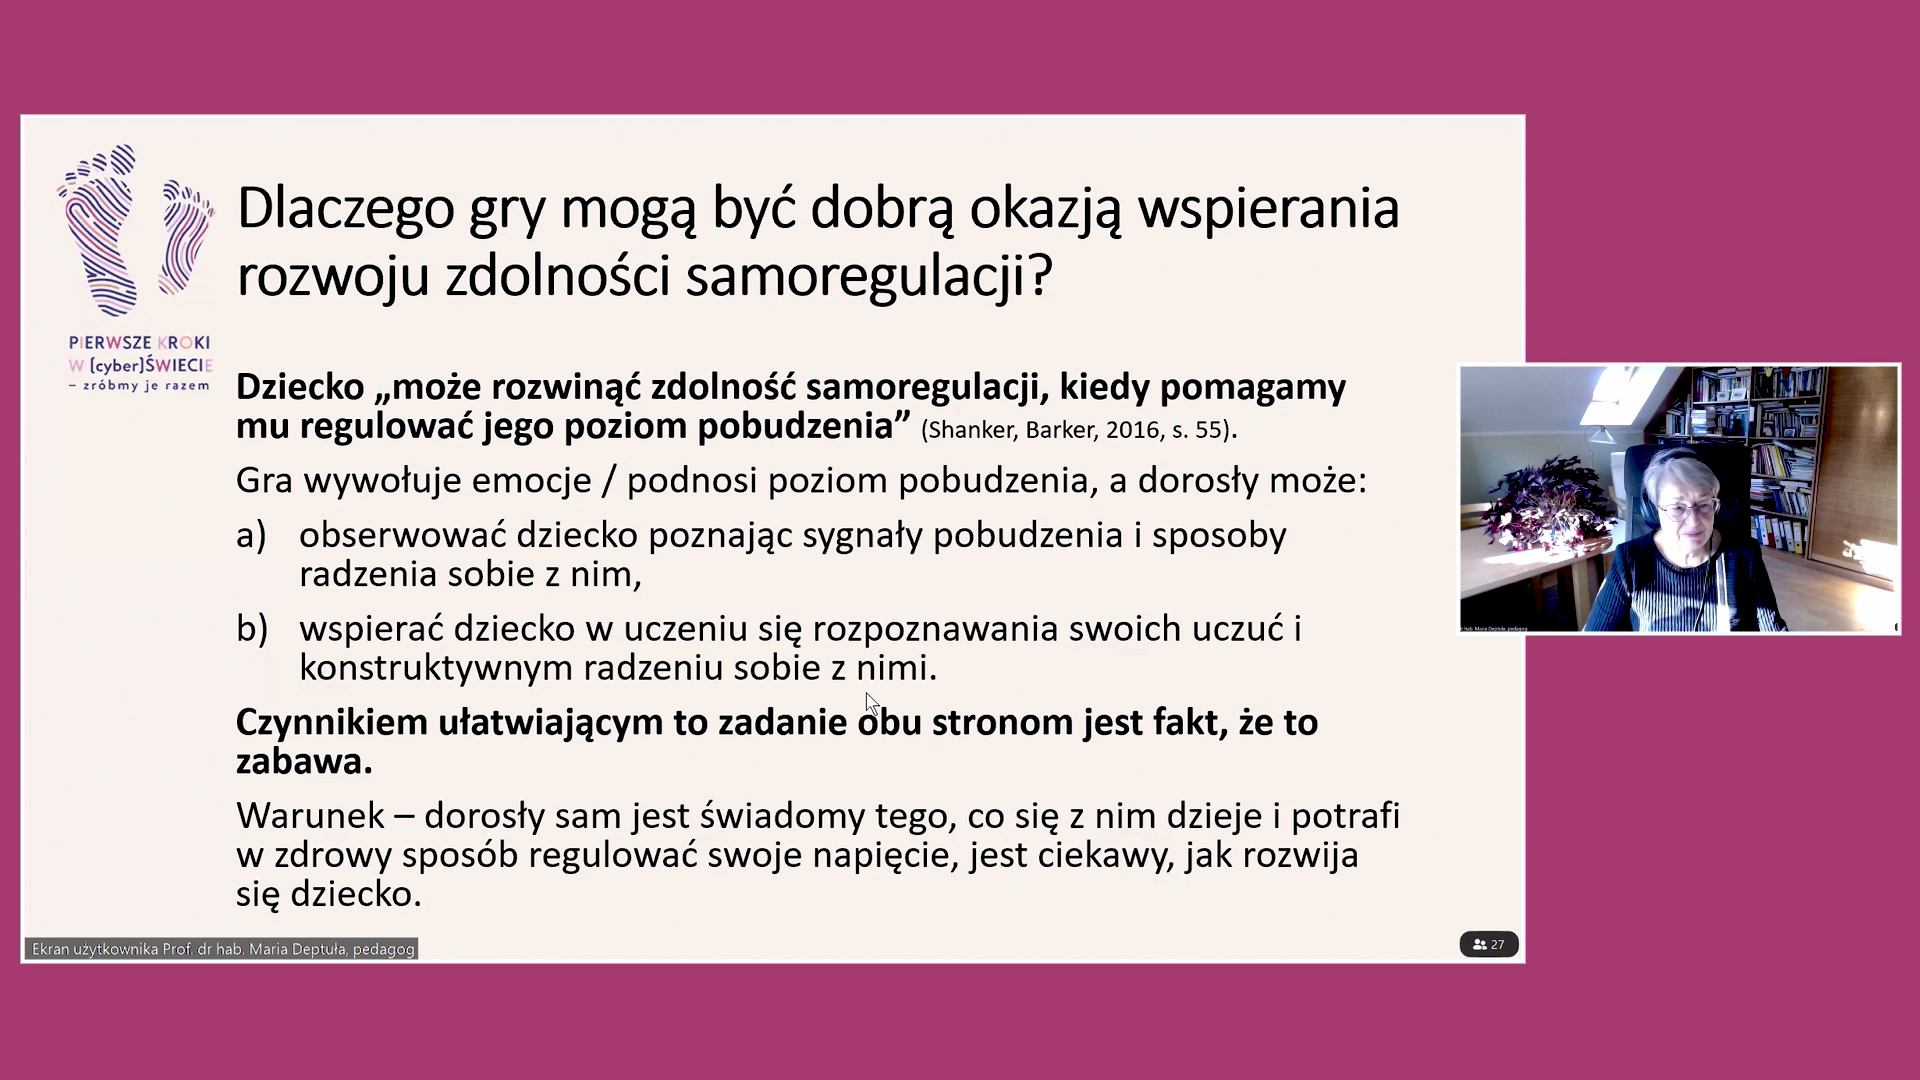 Dlaczego gry mogą być dobrą okazją wspierania
rozwoju zdolności samoregulacji?
PIERWSZE KROKI
W [cyber]ŚWIECIE
– zróbmy je razem
Dziecko „może rozwinąć zdolność samoregulacji, kiedy pomagamy
mu regulować jego poziom pobudzenia” (Shanker, Barker, 2016, s. 55).
Gra wywołuje emocje / podnosi poziom pobudzenia, a dorosły może:
a) obserwować dziecko poznając sygnały pobudzenia i sposoby
radzenia sobie z nim,
b) wspierać dziecko w uczeniu się rozpoznawania swoich uczuć i
konstruktywnym radzeniu sobie z nimi.
Czynnikiem ułatwiającym to zadanie obu stronom jest fakt, że to
zabawa.
Warunek – dorosły sam jest świadomy tego, co się z nim dzieje i potrafi
w zdrowy sposób regulować swoje napięcie, jest ciekawy, jak rozwija
się dziecko.
Ekran użytkownika Prof. dr hab. Maria Deptuła, pedagog
27
hab. Maria Deptuła, pedagog